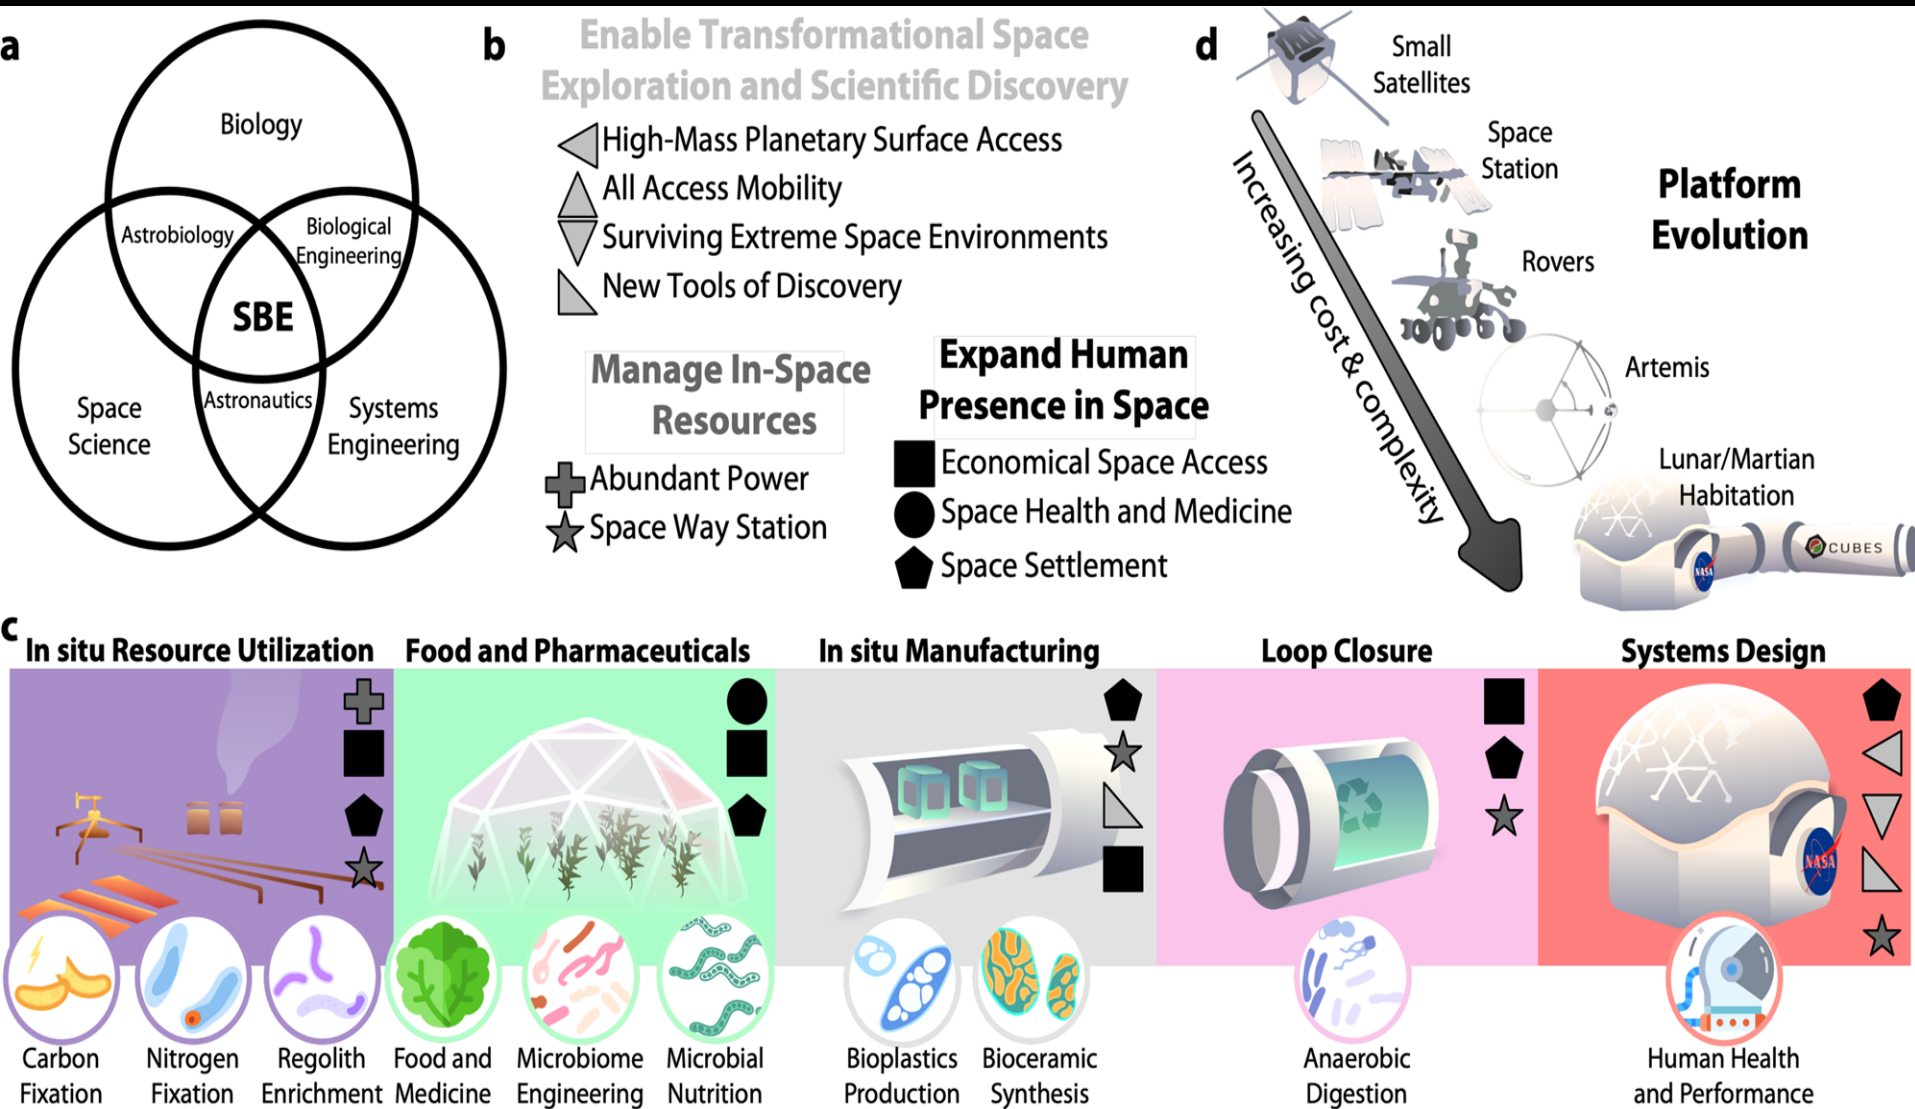 a
Biology
Astrobiology
Biological
Engineering
SBE
Space
Science
Astronautics
Systems
Engineering
b
Enable Transformational Space
Exploration and Scientific Discovery
High-Mass Planetary Surface Access
All Access Mobility
Surviving Extreme Space Environments
New Tools of Discovery
Manage In-Space
Resources
Abundant Power
Space Way Station
Expand Human
Presence in Space
Economical Space Access
Space Health and Medicine
Space Settlement
d
Small
Satellites
Space
Station
Rovers
Artemis
Lunar/Martian
Habitation
Increasing cost & complexity
Platform
Evolution
NASA
CUBES
c
In situ Resource Utilization
Food and Pharmaceuticals
In situ Manufacturing
Loop Closure
Systems Design
NASA
Carbon
Fixation
Nitrogen
Fixation
Regolith
Enrichment
Food and
Medicine
Microbiome
Engineering
Microbial
Nutrition
Bioplastics
Production
Bioceramic
Synthesis
Anaerobic
Digestion
Human Health
and Performance